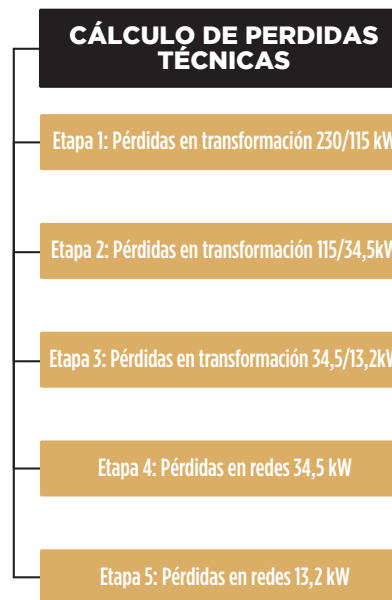 CÁLCULO DE PERDIDAS
TÉCNICAS
Etapa 1: Pérdidas en transformación 230/115 kW
Etapa 2: Pérdidas en transformación 115/34,5kW
Etapa 3: Pérdidas en transformación 34,5/13,2kW
Etapa 4: Pérdidas en redes 34,5 kW
Etapa 5: Pérdidas en redes 13,2 kW